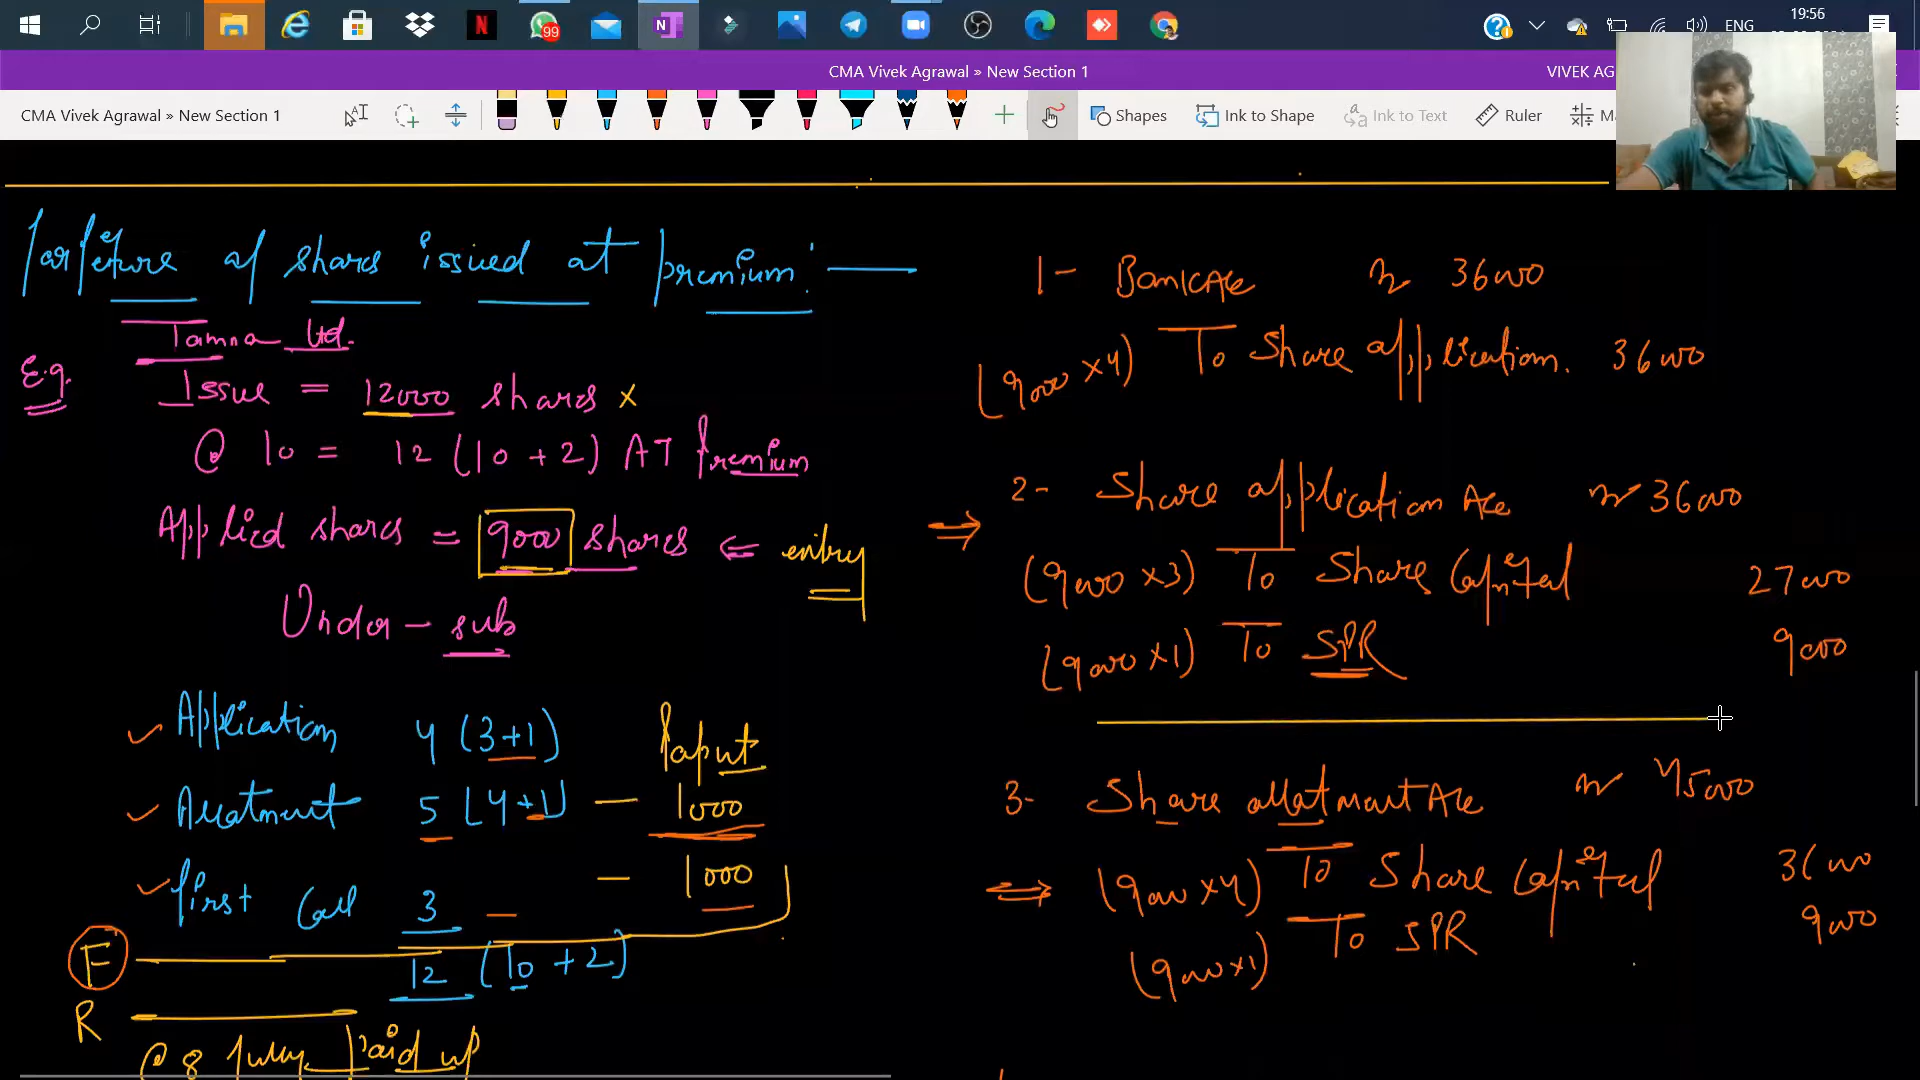 19:56
ENG
99
CMA Vivek Agrawal » New Section 1
VIVEK AG
CMA Vivek Agrawal » New Section 1
Shapes
Ink to Shape
Ink to Text
Ruler
Forfeture of shares issued at premium:
Tamna Ltd.
E.g.
Issue = 12000 shares x
@ 10 = 12 (10 + 2) AT premium
Applied shares = 9000 shares ⇐ entry
Under - sub
✓ Application 4 (3+1)
Paput
✓ Allotment 5 (4+1) — 1000
✓ First Call 3 — — 1000
F
12 (10 + 2)
R
@ 8 fully paid up
1- Bank A/c Dr 36000
(9000 x4) To Share application. 36000
2- Share application A/c Dr 36000
⇒
(9000 x3) To Share Capital 27000
(9000 x1) To SPR 9000
3- Share allotment A/c Dr 45000
(9000 x4) To Share Capital 36000
(9000 x1) To SPR 9000